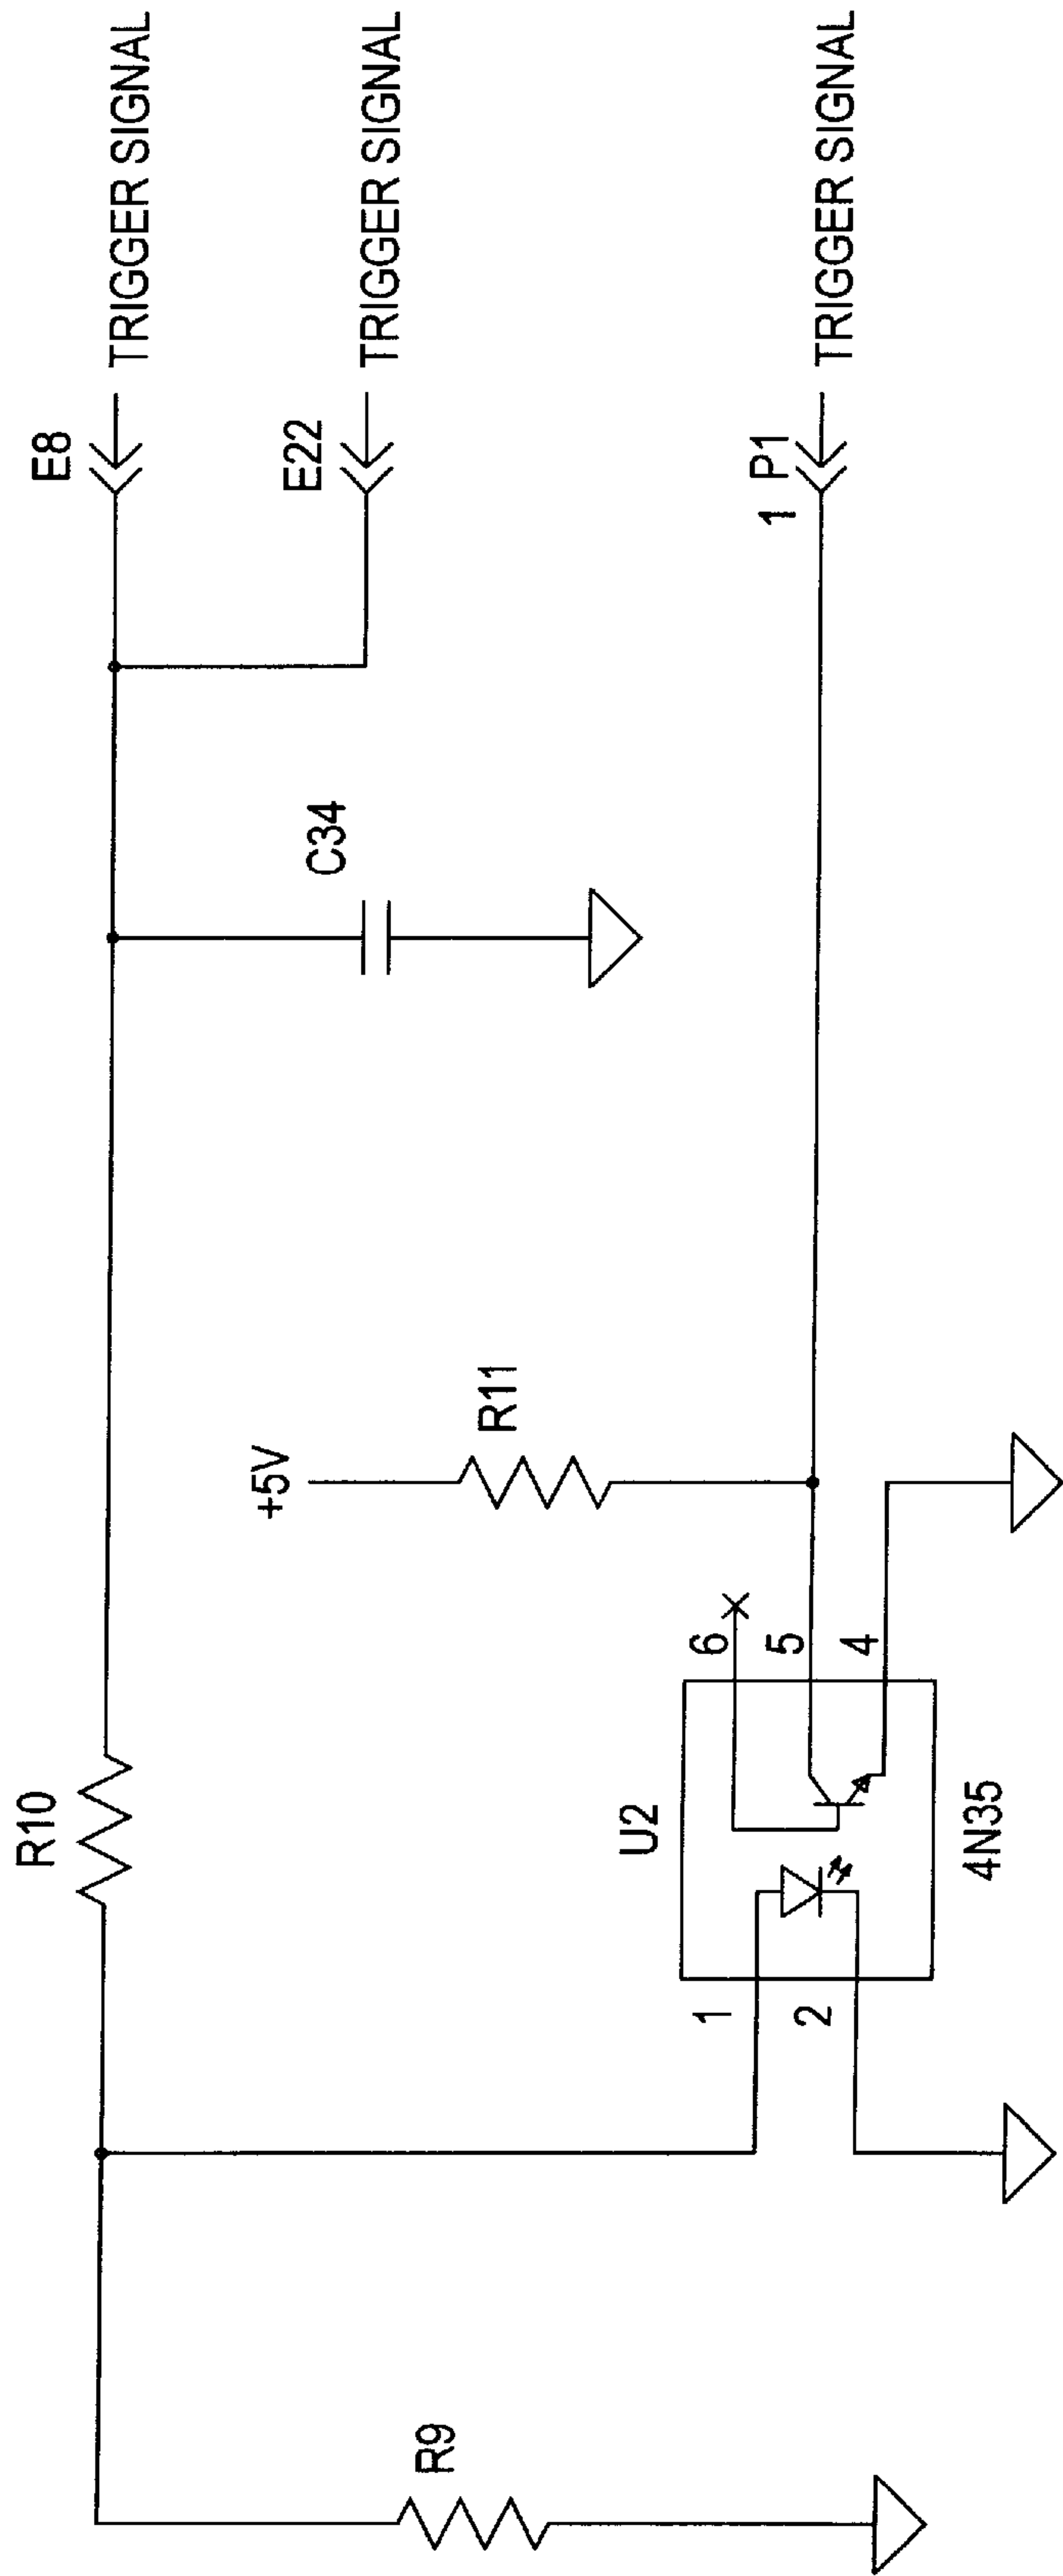 R10
E8
TRIGGER SIGNAL
E22
TRIGGER SIGNAL
C34
R9
+5V
R11
U2
1
2
6
5
4
4N35
1 P1
TRIGGER SIGNAL